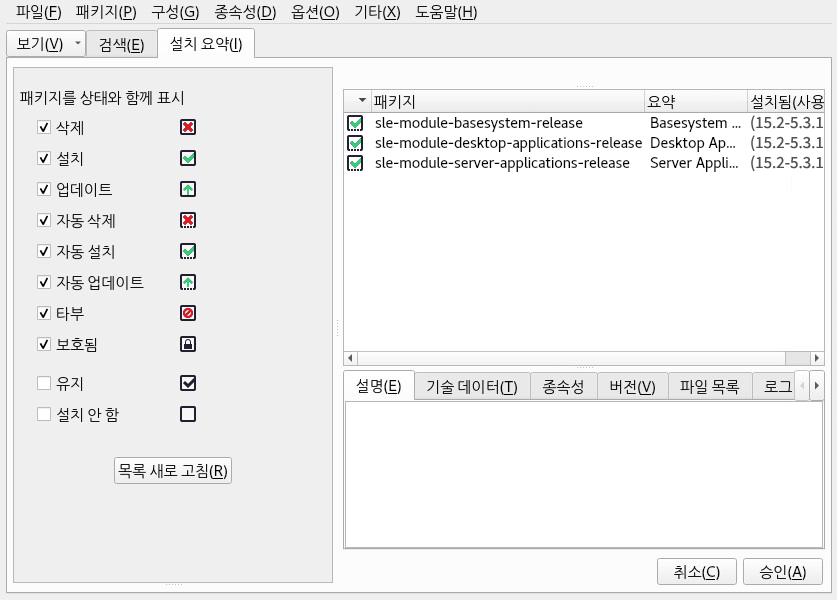 파일(F) 패키지(P) 구성(G) 종속성(D) 옵션(O) 기타(X) 도움말(H)
보기(V) 검색(E) 설치 요약(I)
패키지를 상태와 함께 표시
삭제
설치
업데이트
자동 삭제
자동 설치
자동 업데이트
타부
보호됨
유지
설치 안 함
목록 새로 고침(R)
패키지 요약 설치됨(사용
sle-module-basesystem-release Basesystem ... (15.2-5.3.1
sle-module-desktop-applications-release Desktop Ap... (15.2-5.3.1
sle-module-server-applications-release Server Appli... (15.2-5.3.1
설명(E) 기술 데이터(T) 종속성 버전(V) 파일 목록 로그
취소(C) 승인(A)